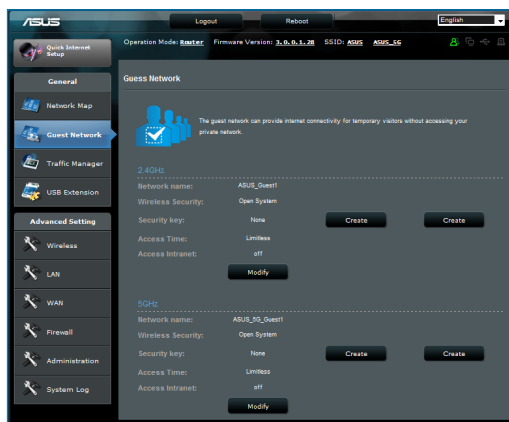 ASUS
Logout
Reboot
English
Quick Internet Setup
Operation Mode: Router Firmware Version: 3.0.0.1.28 SSID: ASUS ASUS_5G
General
Network Map
Guest Network
Traffic Manager
USB Extension
Advanced Setting
Wireless
LAN
WAN
Firewall
Administration
System Log
Guess Network
The guest network can provide internet connectivity for temporary visitors without accessing your
private network.
2.4GHz
Network name: ASUS_Guest1
Wireless Security: Open System
Security key: None Create Create
Access Time: Limitless
Access Intranet: off
Modify
5GHz
Network name: ASUS_5G_Guest1
Wireless Security: Open System
Security key: None Create Create
Access Time: Limitless
Access Intranet: off
Modify